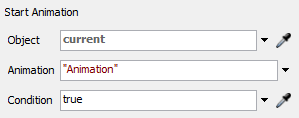 Start Animation
Object current
Animation "Animation"
Condition true